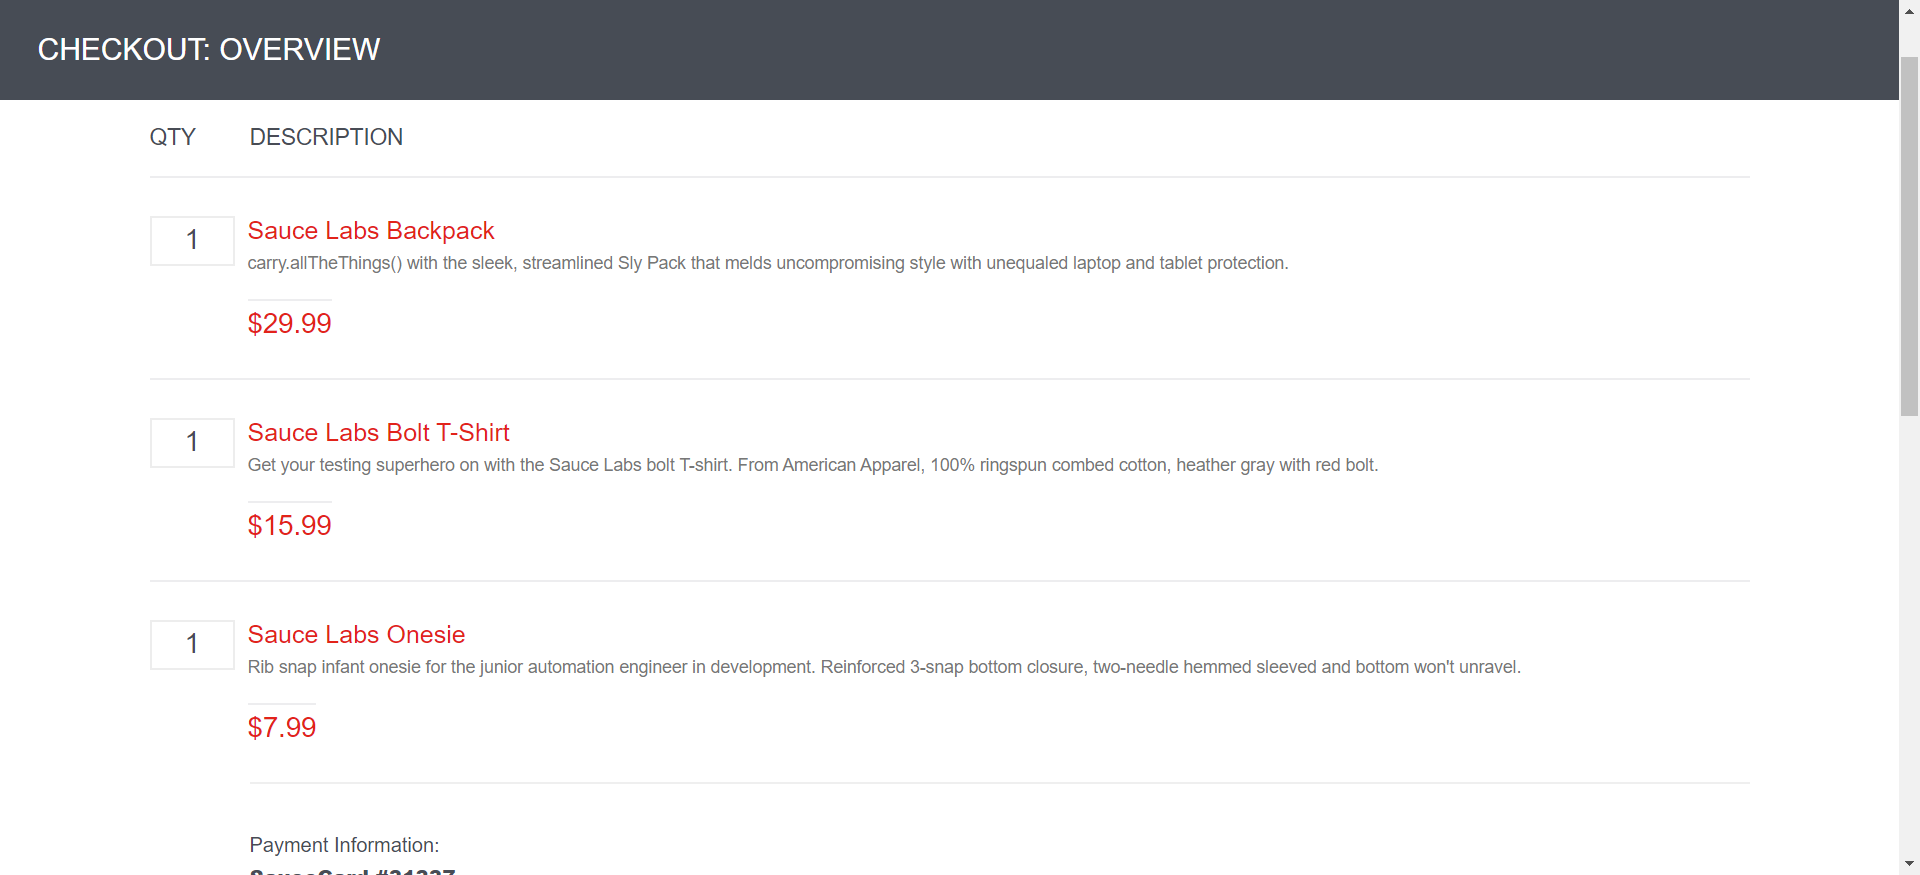 CHECKOUT: OVERVIEW
QTY DESCRIPTION
1 Sauce Labs Backpack
carry.allTheThings() with the sleek, streamlined Sly Pack that melds uncompromising style with unequaled laptop and tablet protection.
$29.99
1 Sauce Labs Bolt T-Shirt
Get your testing superhero on with the Sauce Labs bolt T-shirt. From American Apparel, 100% ringspun combed cotton, heather gray with red bolt.
$15.99
1 Sauce Labs Onesie
Rib snap infant onesie for the junior automation engineer in development. Reinforced 3-snap bottom closure, two-needle hemmed sleeved and bottom won't unravel.
$7.99
Payment Information:
SauceCard #31337